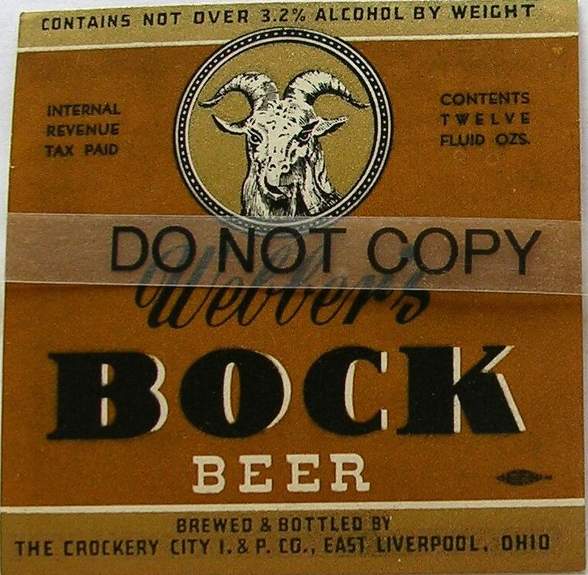 CONTAINS NOT OVER 3.2% ALCOHOL BY WEIGHT
INTERNAL
REVENUE
TAX PAID
CONTENTS
TWELVE
FLUID OZS.
DO NOT COPY
Webber's
BOCK
BEER
BREWED & BOTTLED BY
THE CROCKERY CITY I. & P. CO., EAST LIVERPOOL, OHIO